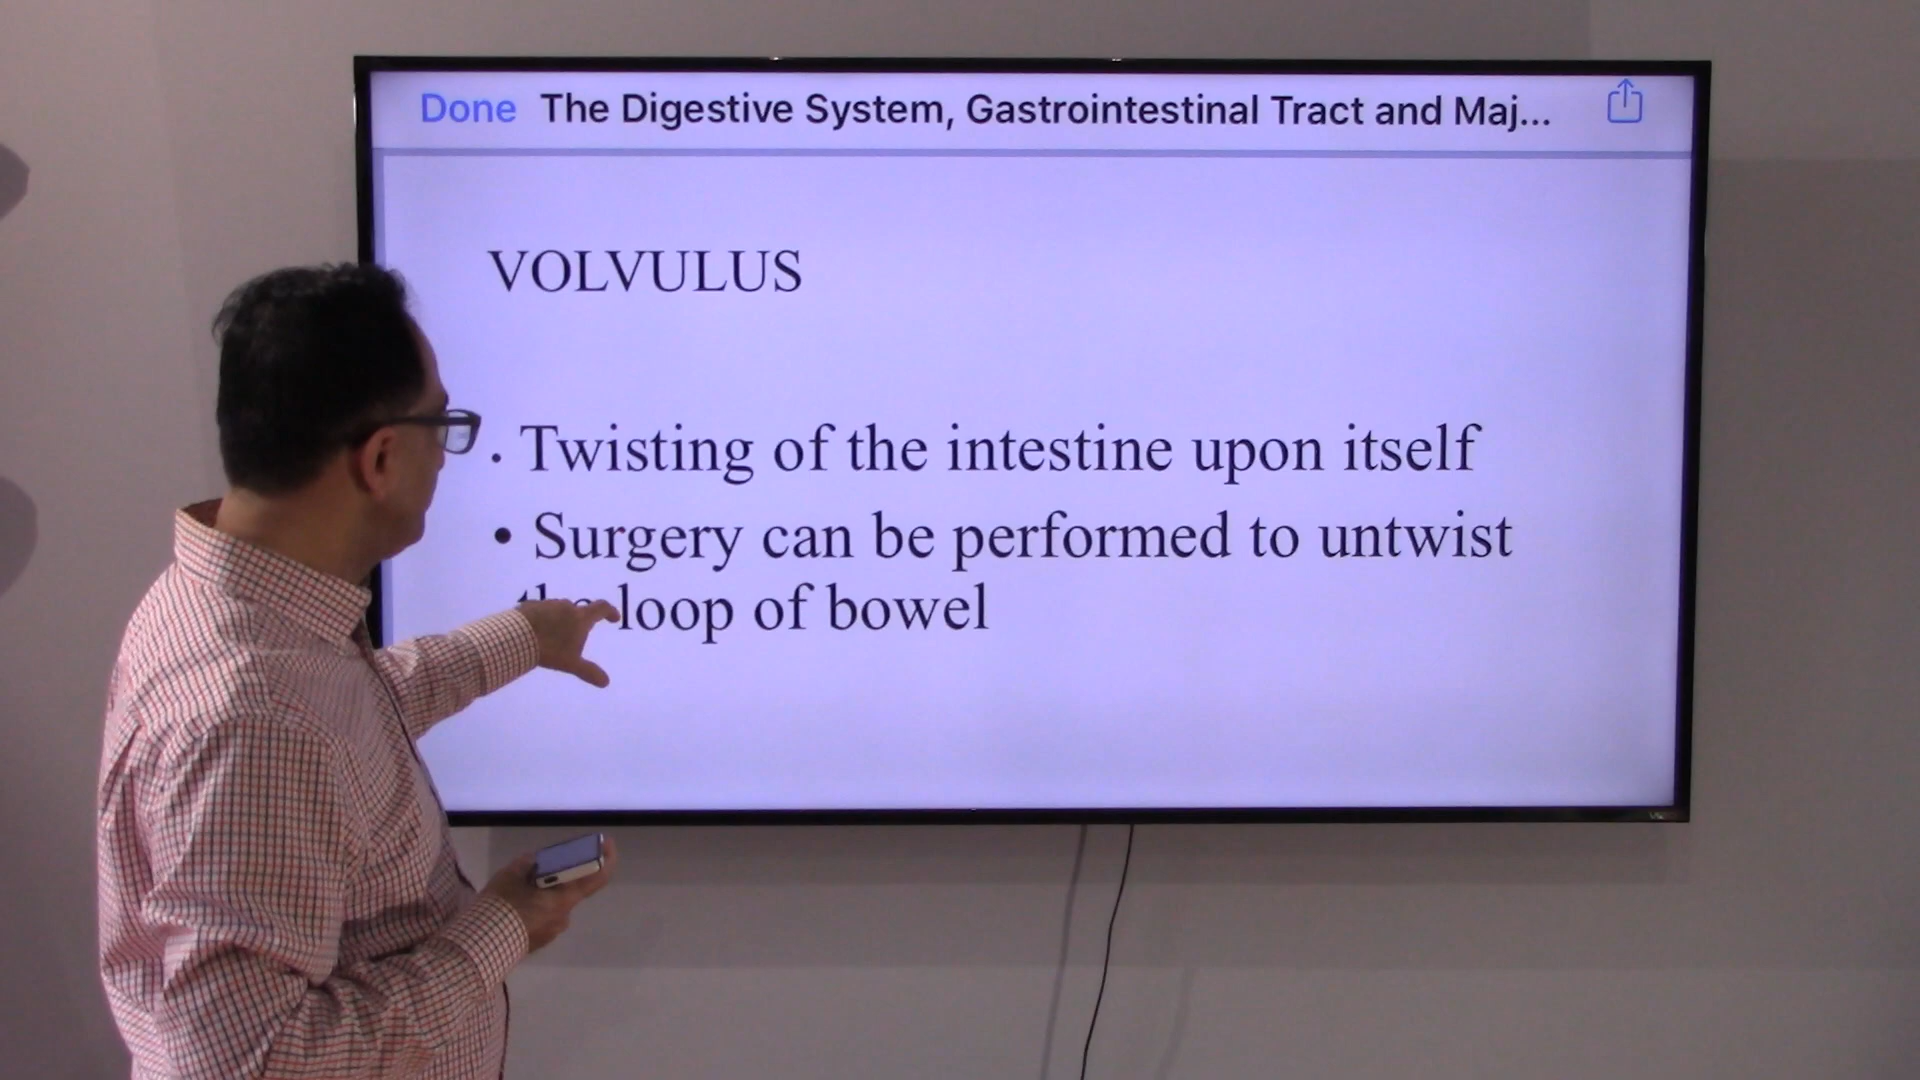 Done The Digestive System, Gastrointestinal Tract and Maj...
VOLVULUS
· Twisting of the intestine upon itself
• Surgery can be performed to untwist
the loop of bowel